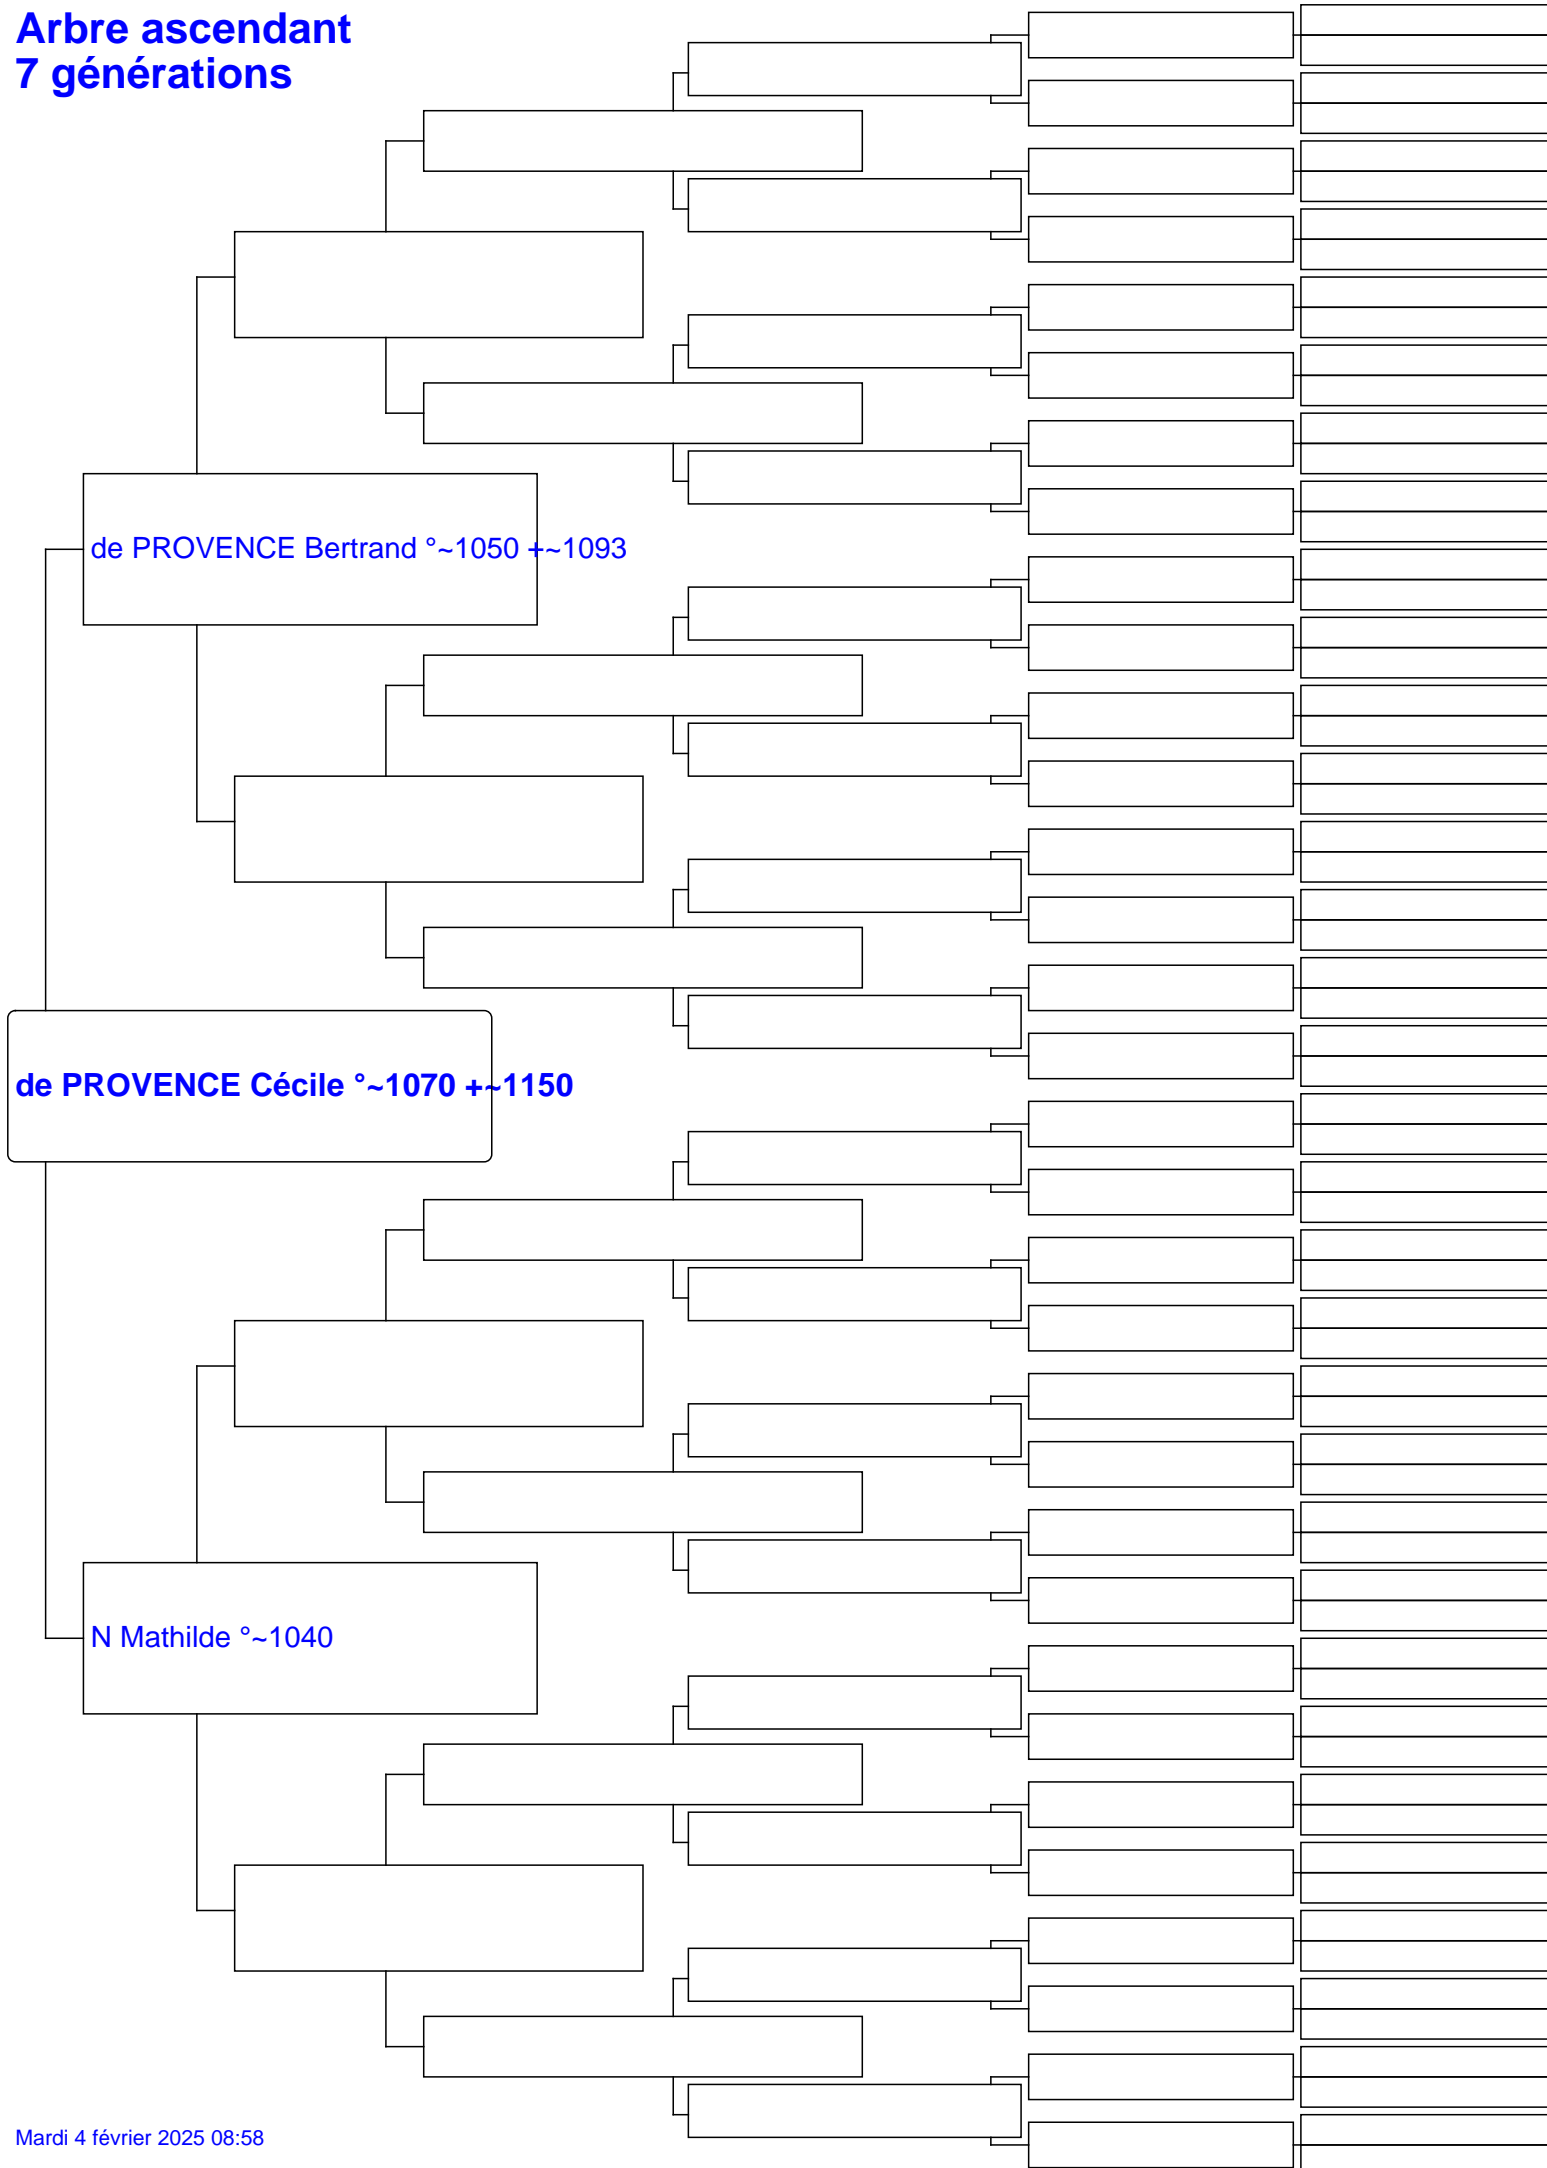 Arbre ascendant
7 générations
de PROVENCE Bertrand °~1050 +~1093
de PROVENCE Cécile °~1070 +~1150
N Mathilde °~1040
Mardi 4 février 2025 08:58